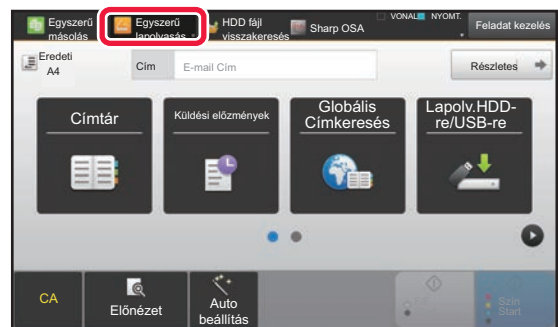 Egyszerű
másolás
Egyszerű
lapolvasás
HDD fájl
visszakeresés
Sharp OSA
VONAL
NYOMT.
Feladat kezelés
Eredeti
A4
Cím
E-mail Cím
Részletes
Címtár
Küldési előzmények
Globális
Címkeresés
Lapolv.HDD-
re/USB-re
CA
Előnézet
Auto
beállítás
Start
Szín
Start